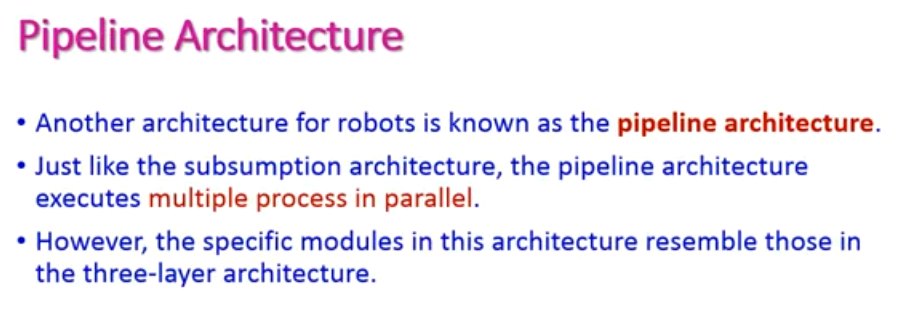 Pipeline Architecture
• Another architecture for robots is known as the pipeline architecture.
• Just like the subsumption architecture, the pipeline architecture
executes multiple process in parallel.
• However, the specific modules in this architecture resemble those in
the three-layer architecture.